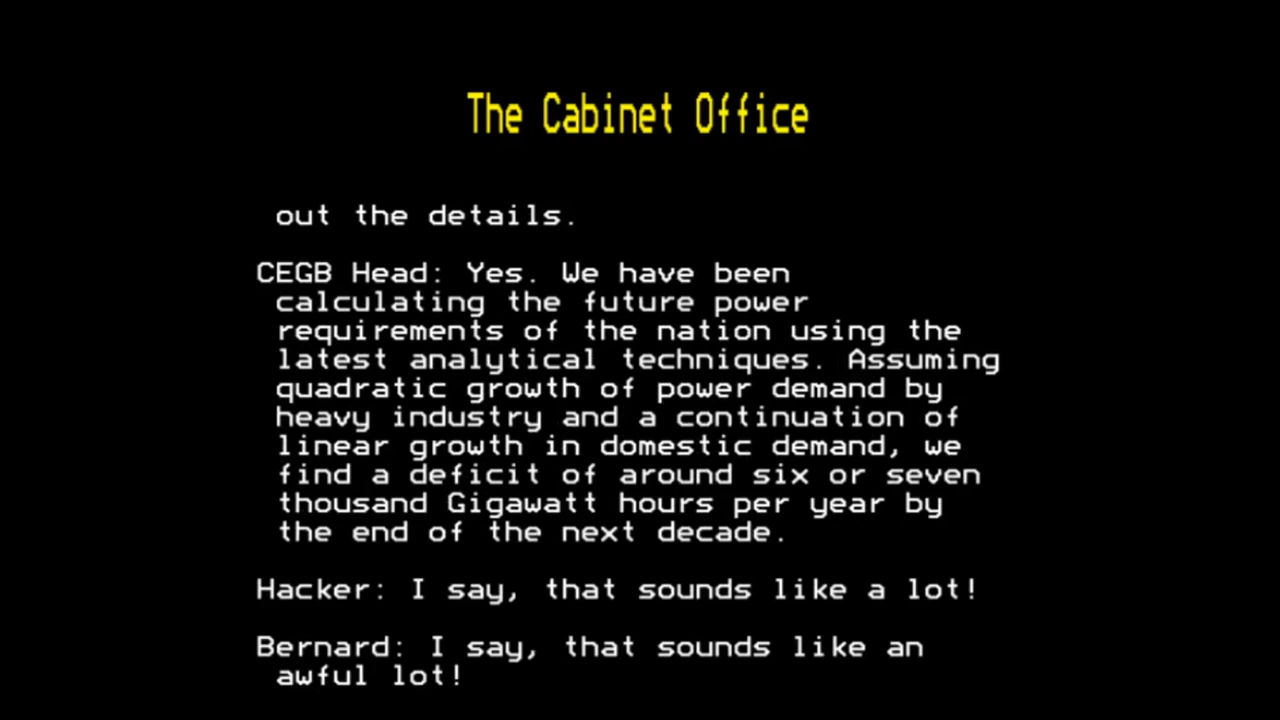 The Cabinet Office
out the details.
CEGB Head: Yes. We have been
calculating the future power
requirements of the nation using the
latest analytical techniques. Assuming
quadratic growth of power demand by
heavy industry and a continuation of
linear growth in domestic demand, we
find a deficit of around six or seven
thousand Gigawatt hours per year by
the end of the next decade.
Hacker: I say, that sounds like a lot!
Bernard: I say, that sounds like an
awful lot!